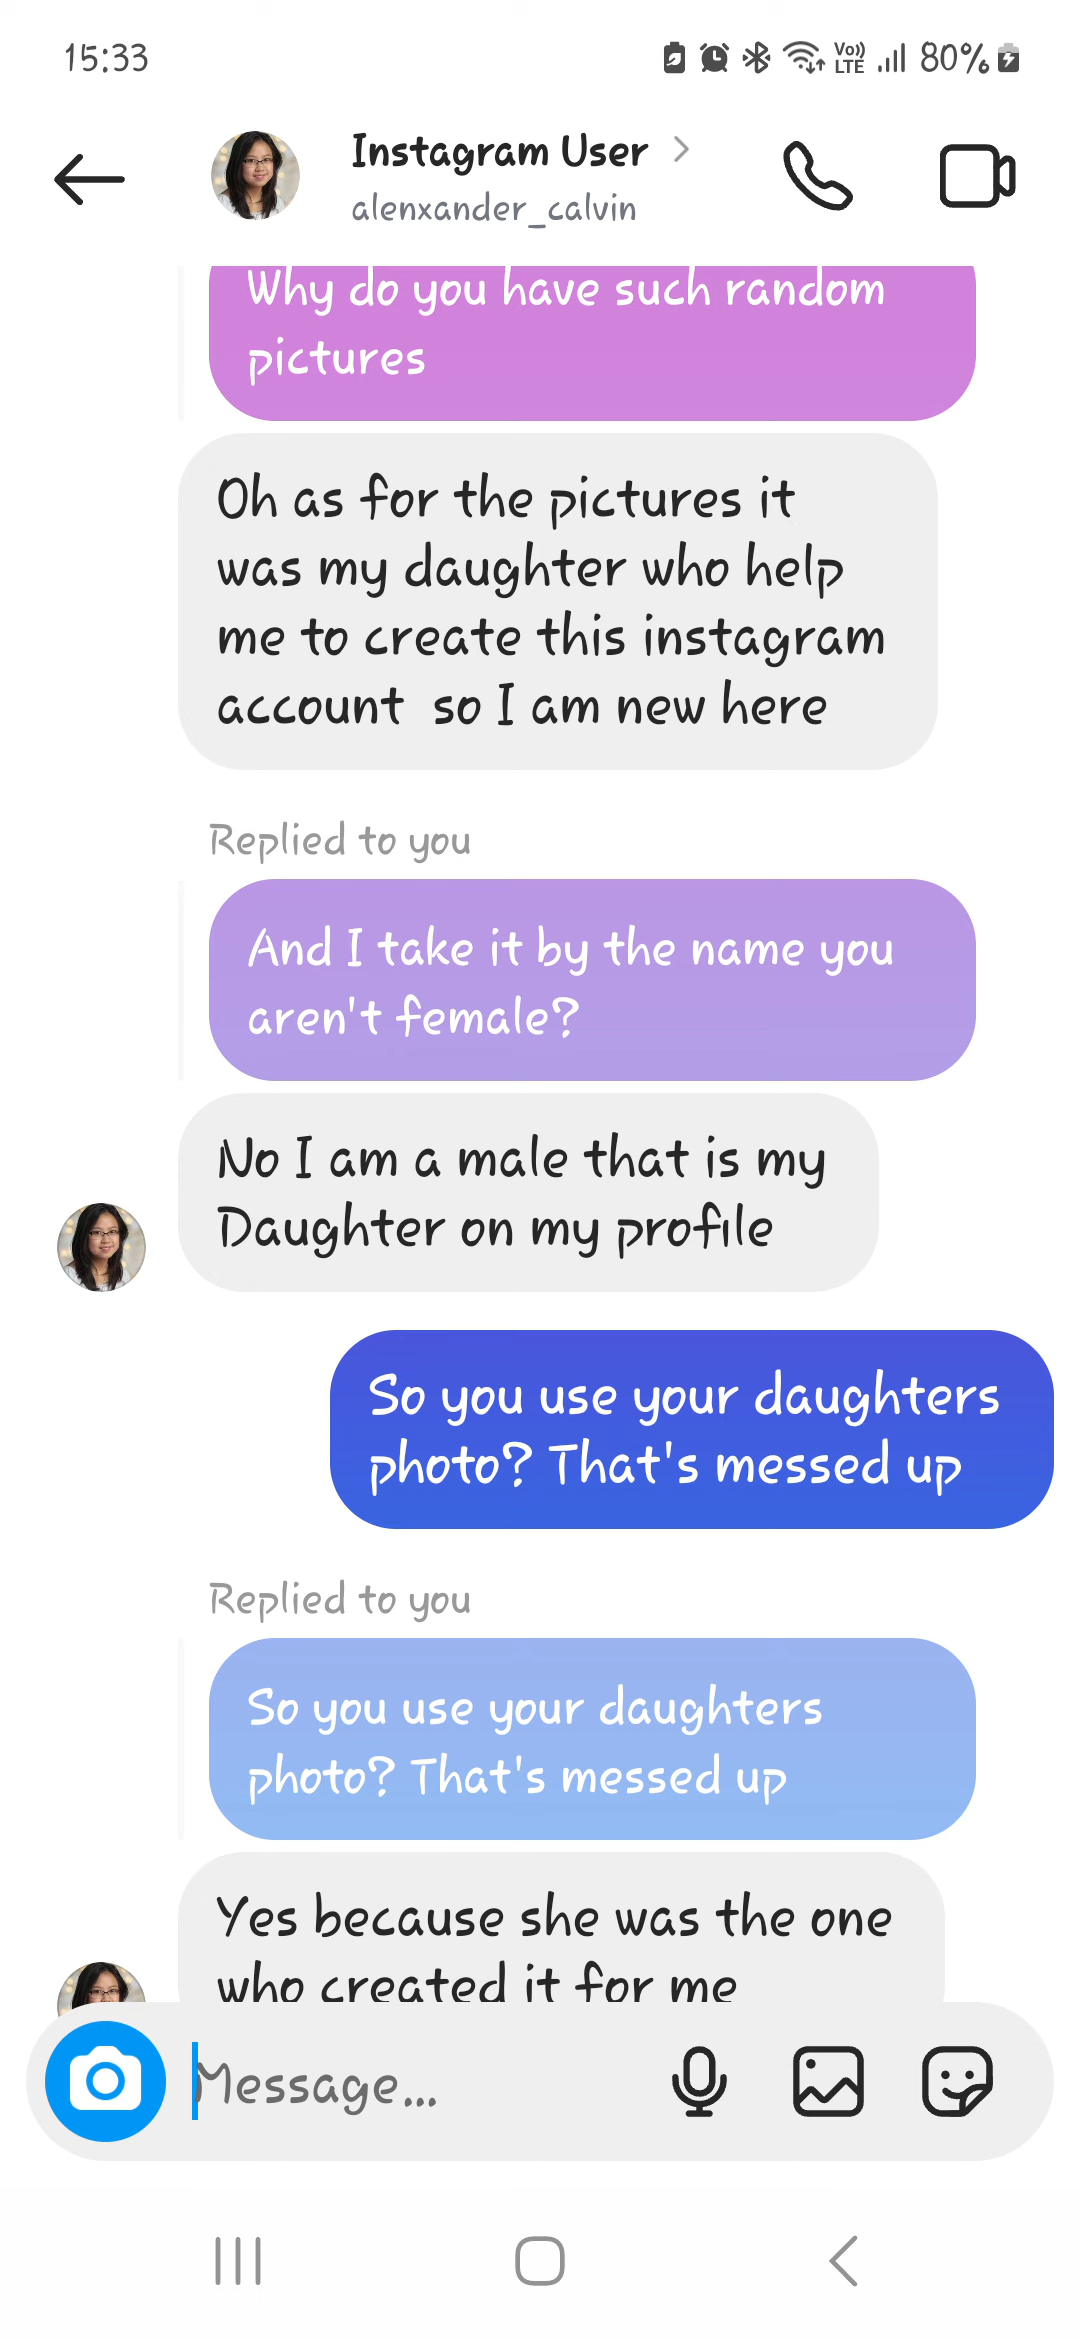 15:33
Vo)) LTE 80%
Instagram User
alenxander_calvin
Why do you have such random
pictures
Oh as for the pictures it
was my daughter who help
me to create this instagram
account so I am new here
Replied to you
And I take it by the name you
aren't female?
No I am a male that is my
Daughter on my profile
So you use your daughters
photo? That's messed up
Replied to you
So you use your daughters
photo? That's messed up
Yes because she was the one
who created it for me
Message...